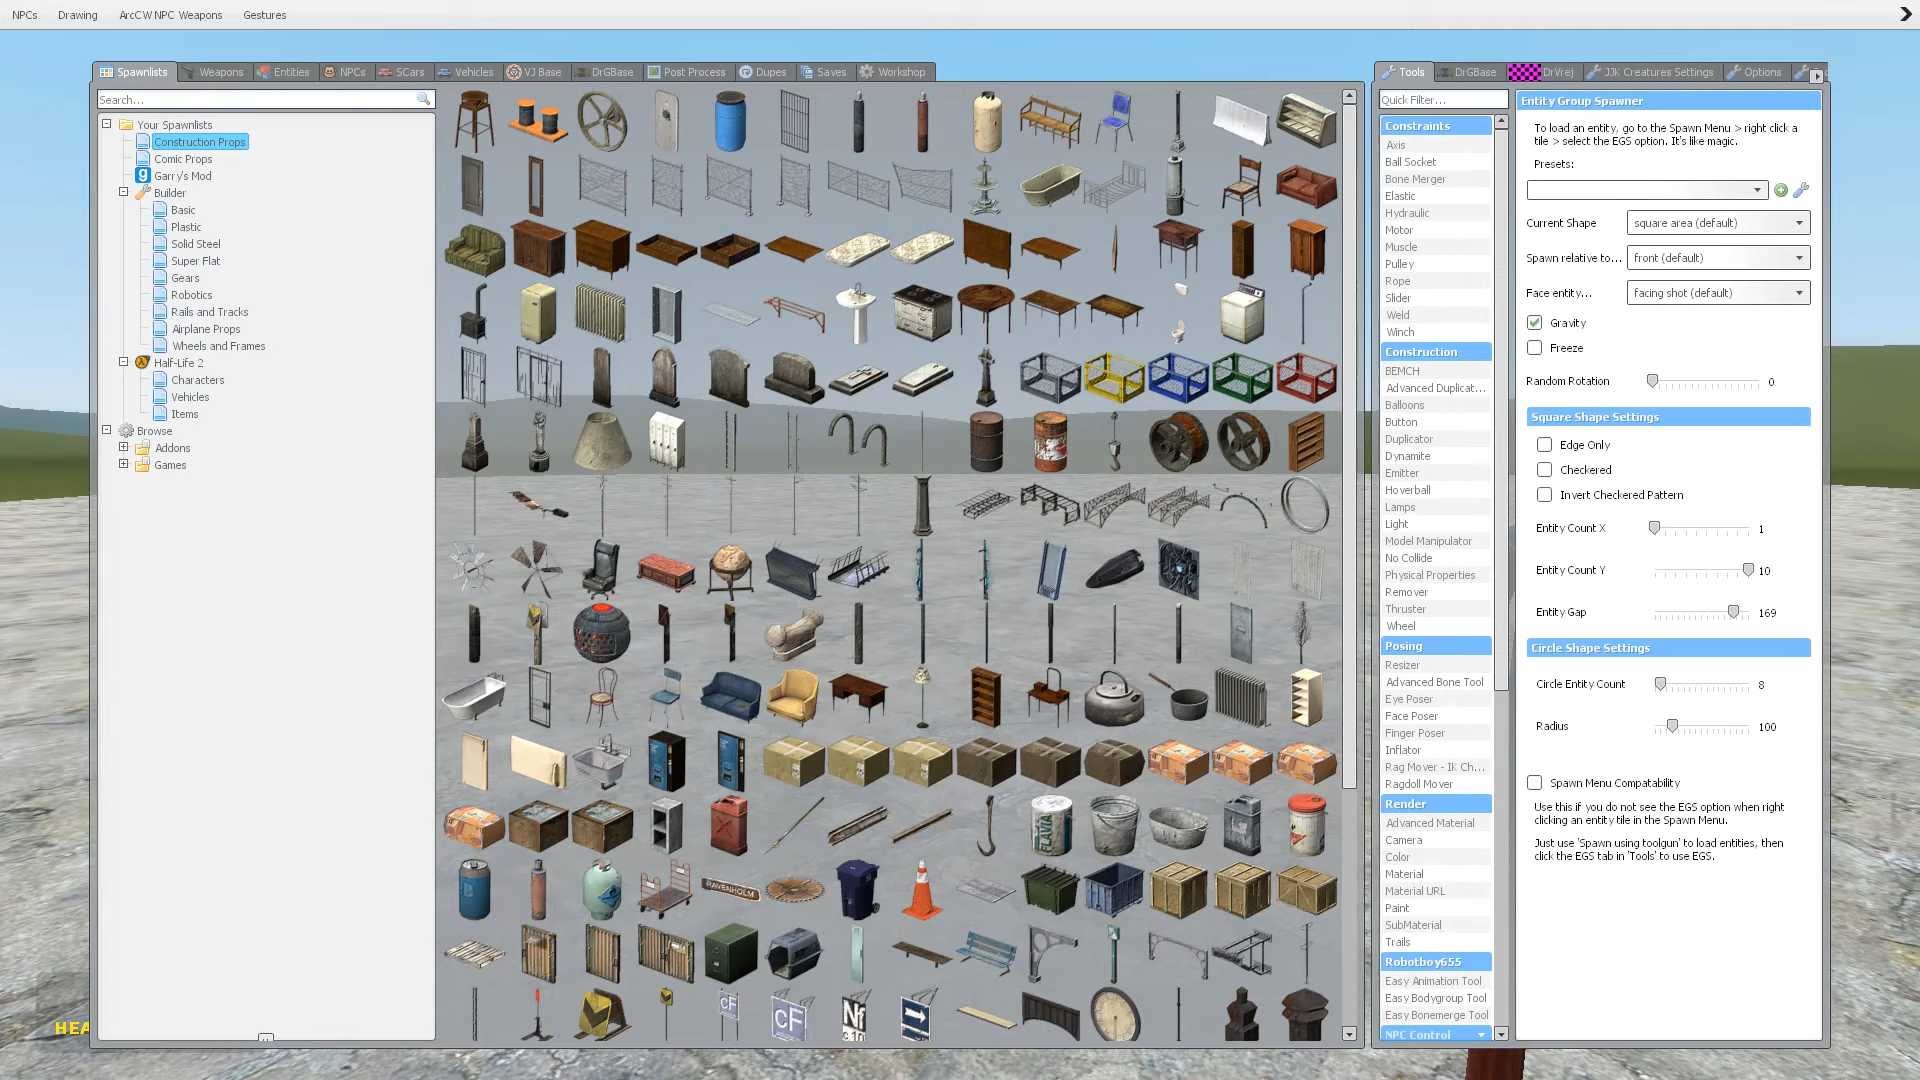 NPCs Drawing ArcCW NPC Weapons Gestures
Spawnlists Weapons Entities NPCs SCars Vehicles VJ Base DrGBase Post Process Dupes Saves Workshop
Search...
Your Spawnlists
Construction Props
Comic Props
Garry's Mod
Builder
Basic
Plastic
Solid Steel
Super Flat
Gears
Robotics
Rails and Tracks
Airplane Props
Wheels and Frames
Half-Life 2
Characters
Vehicles
Items
Browse
Addons
Games
FLAVIA
RAVENHOLM
CF
CF
Nf
HEA
Tools DrGBase DrVrej JJK Creatures Settings Options
Quick Filter...
Constraints
Axis
Ball Socket
Bone Merger
Elastic
Hydraulic
Motor
Muscle
Pulley
Rope
Slider
Weld
Winch
Construction
BEMCH
Advanced Duplicat...
Balloons
Button
Duplicator
Dynamite
Emitter
Hoverball
Lamps
Light
Model Manipulator
No Collide
Physical Properties
Remover
Thruster
Wheel
Posing
Resizer
Advanced Bone Tool
Eye Poser
Face Poser
Finger Poser
Inflator
Rag Mover - IK Ch...
Ragdoll Mover
Render
Advanced Material
Camera
Color
Material
Material URL
Paint
SubMaterial
Trails
Robotboy655
Easy Animation Tool
Easy Bodygroup Tool
Easy Bonemerge Tool
NPC Control
Entity Group Spawner
To load an entity, go to the Spawn Menu > right click a
tile > select the EGS option. It's like magic.
Presets:
Current Shape square area (default)
Spawn relative to... front (default)
Face entity... facing shot (default)
Gravity
Freeze
Random Rotation 0
Square Shape Settings
Edge Only
Checkered
Invert Checkered Pattern
Entity Count X 1
Entity Count Y 10
Entity Gap 169
Circle Shape Settings
Circle Entity Count 8
Radius 100
Spawn Menu Compatability
Use this if you do not see the EGS option when right
clicking an entity tile in the Spawn Menu.
Just use 'Spawn using toolgun' to load entities, then
click the EGS tab in 'Tools' to use EGS.